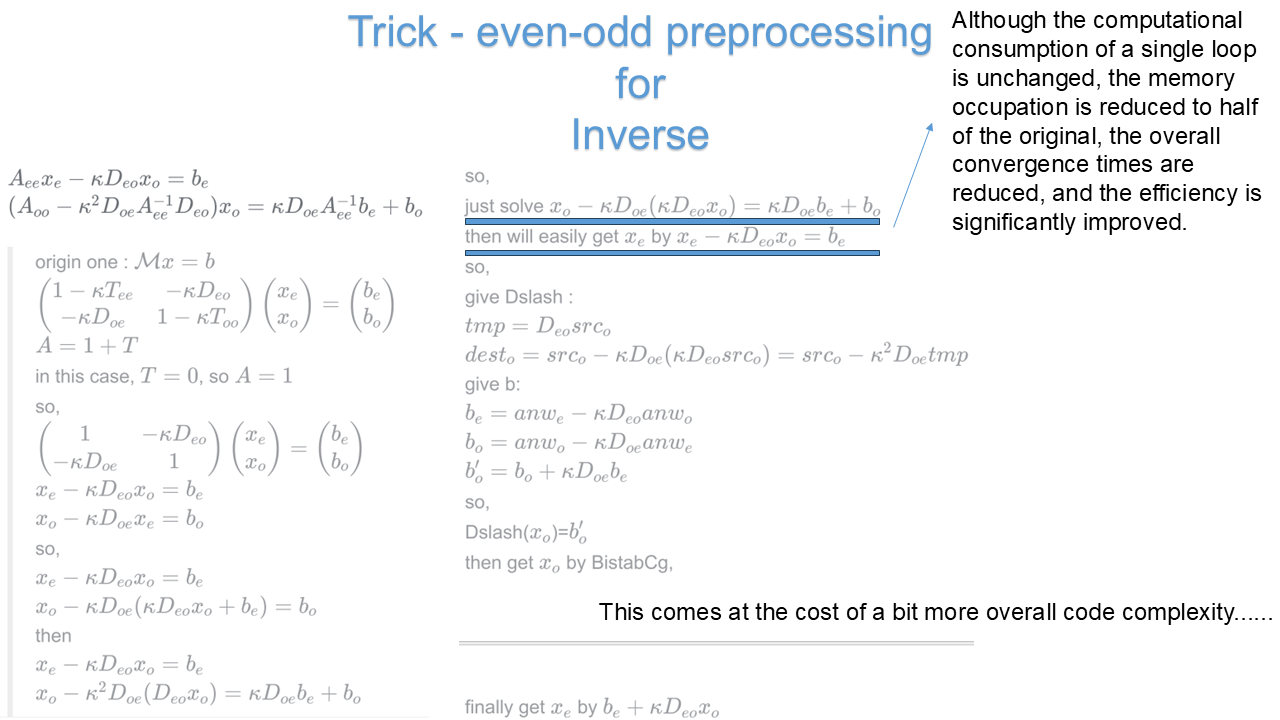 Trick - even-odd preprocessing
for
Inverse
Although the computational
consumption of a single loop
is unchanged, the memory
occupation is reduced to half
of the original, the overall
convergence times are
reduced, and the efficiency is
significantly improved.
$A_{ee}x_e - \kappa D_{eo}x_o = b_e$
$(A_{oo} - \kappa^2 D_{oe}A_{ee}^{-1}D_{eo})x_o = \kappa D_{oe}A_{ee}^{-1}b_e + b_o$
origin one : $\mathcal{M}x = b$
$\begin{pmatrix} 1 - \kappa T_{ee} & -\kappa D_{eo} \\ -\kappa D_{oe} & 1 - \kappa T_{oo} \end{pmatrix} \begin{pmatrix} x_e \\ x_o \end{pmatrix} = \begin{pmatrix} b_e \\ b_o \end{pmatrix}$
$A = 1 + T$
in this case, $T = 0$, so $A = 1$
so,
$\begin{pmatrix} 1 & -\kappa D_{eo} \\ -\kappa D_{oe} & 1 \end{pmatrix} \begin{pmatrix} x_e \\ x_o \end{pmatrix} = \begin{pmatrix} b_e \\ b_o \end{pmatrix}$
$x_e - \kappa D_{eo}x_o = b_e$
$x_o - \kappa D_{oe}x_e = b_o$
so,
$x_e - \kappa D_{eo}x_o = b_e$
$x_o - \kappa D_{oe}(\kappa D_{eo}x_o + b_e) = b_o$
then
$x_e - \kappa D_{eo}x_o = b_e$
$x_o - \kappa^2 D_{oe}(D_{eo}x_o) = \kappa D_{oe}b_e + b_o$
so,
just solve $x_o - \kappa D_{oe}(\kappa D_{eo}x_o) = \kappa D_{oe}b_e + b_o$
then will easily get $x_e$ by $x_e - \kappa D_{eo}x_o = b_e$
so,
give Dslash :
$tmp = D_{eo}src_o$
$dest_o = src_o - \kappa D_{oe}(\kappa D_{eo}src_o) = src_o - \kappa^2 D_{oe}tmp$
give b:
$b_e = anw_e - \kappa D_{eo}anw_o$
$b_o = anw_o - \kappa D_{oe}anw_e$
$b_o' = b_o + \kappa D_{oe}b_e$
so,
Dslash($x_o$)=$b_o'$
then get $x_o$ by BistabCg,
This comes at the cost of a bit more overall code complexity......
finally get $x_e$ by $b_e + \kappa D_{eo}x_o$